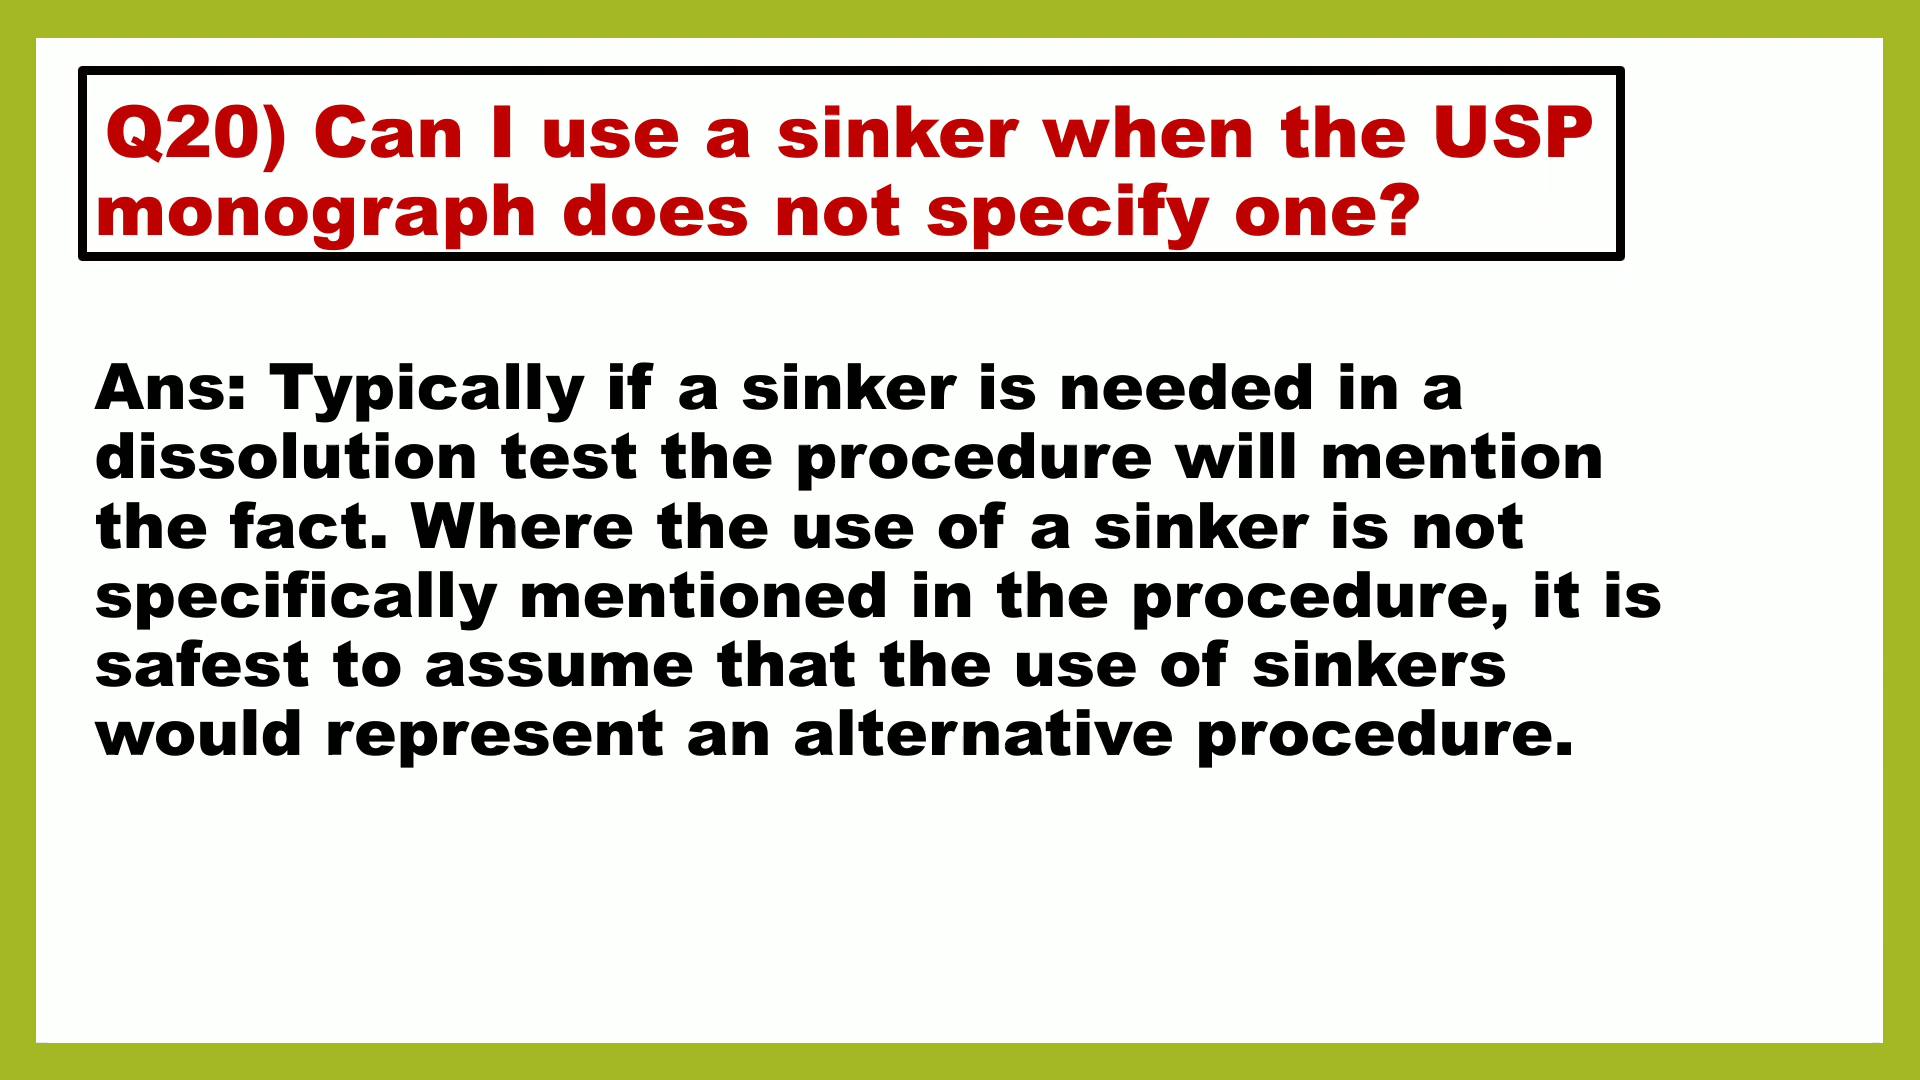 Q20) Can I use a sinker when the USP
monograph does not specify one?
Ans: Typically if a sinker is needed in a
dissolution test the procedure will mention
the fact. Where the use of a sinker is not
specifically mentioned in the procedure, it is
safest to assume that the use of sinkers
would represent an alternative procedure.